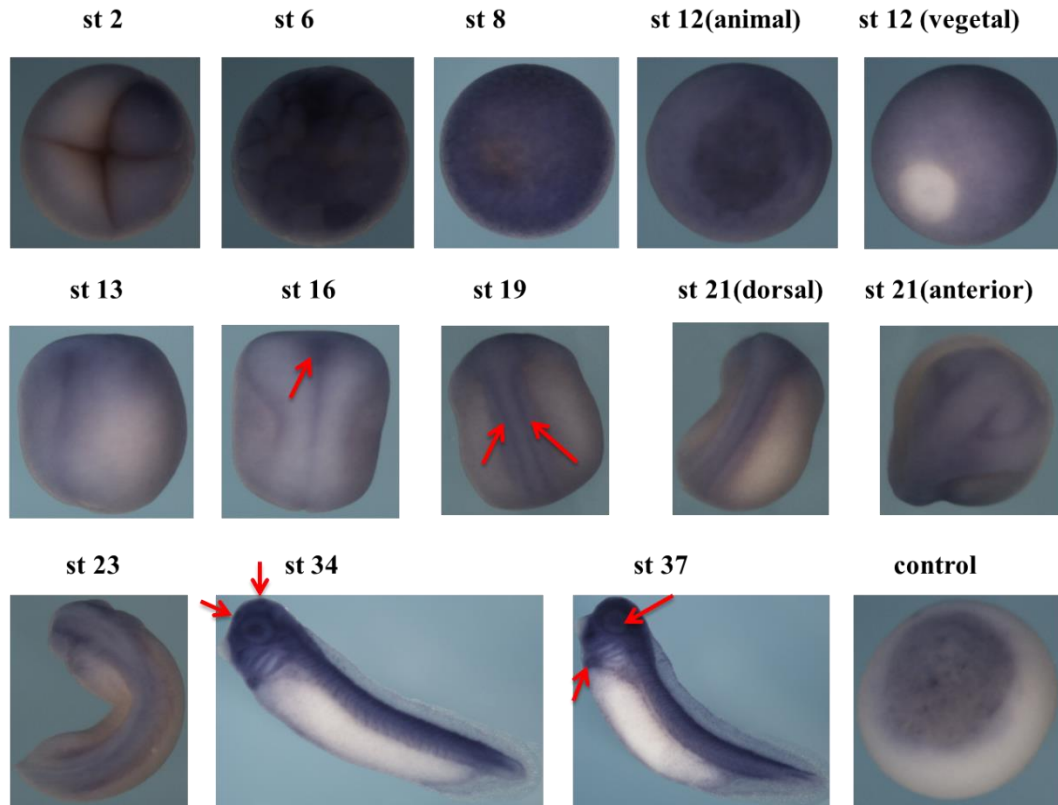 st 2 st 6 st 8 st 12(animal) st 12 (vegetal)
st 13 st 16 st 19 st 21(dorsal) st 21(anterior)
st 23 st 34 st 37 control